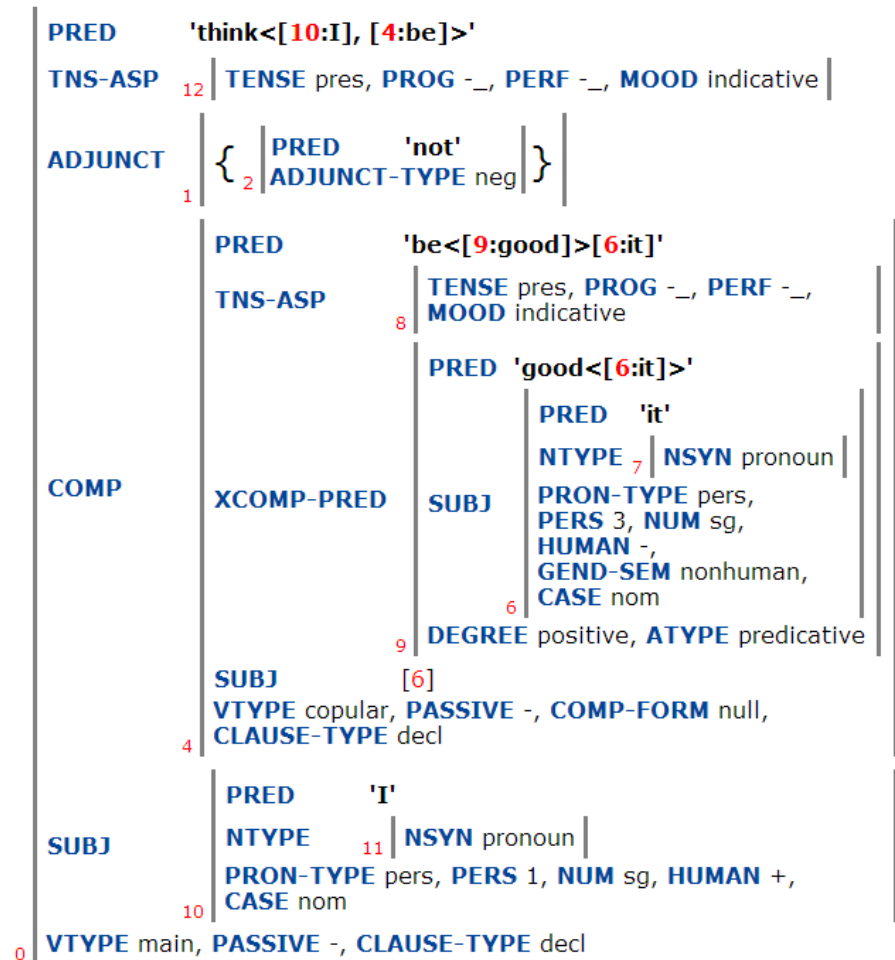 PRED 'think<[10:I], [4:be]>'
TNS-ASP 12 TENSE pres, PROG -_, PERF -_, MOOD indicative
ADJUNCT 1 { 2 PRED 'not'
ADJUNCT-TYPE neg }
COMP 4 PRED 'be<[9:good]>[6:it]'
TNS-ASP 8 TENSE pres, PROG -_, PERF -_,
MOOD indicative
XCOMP-PRED 9 PRED 'good<[6:it]>'
SUBJ 6 PRED 'it'
NTYPE 7 NSYN pronoun
PRON-TYPE pers,
PERS 3, NUM sg,
HUMAN -,
GEND-SEM nonhuman,
CASE nom
DEGREE positive, ATYPE predicative
SUBJ [6]
VTYPE copular, PASSIVE -, COMP-FORM null,
CLAUSE-TYPE decl
SUBJ 10 PRED 'I'
NTYPE 11 NSYN pronoun
PRON-TYPE pers, PERS 1, NUM sg, HUMAN +,
CASE nom
0 VTYPE main, PASSIVE -, CLAUSE-TYPE decl